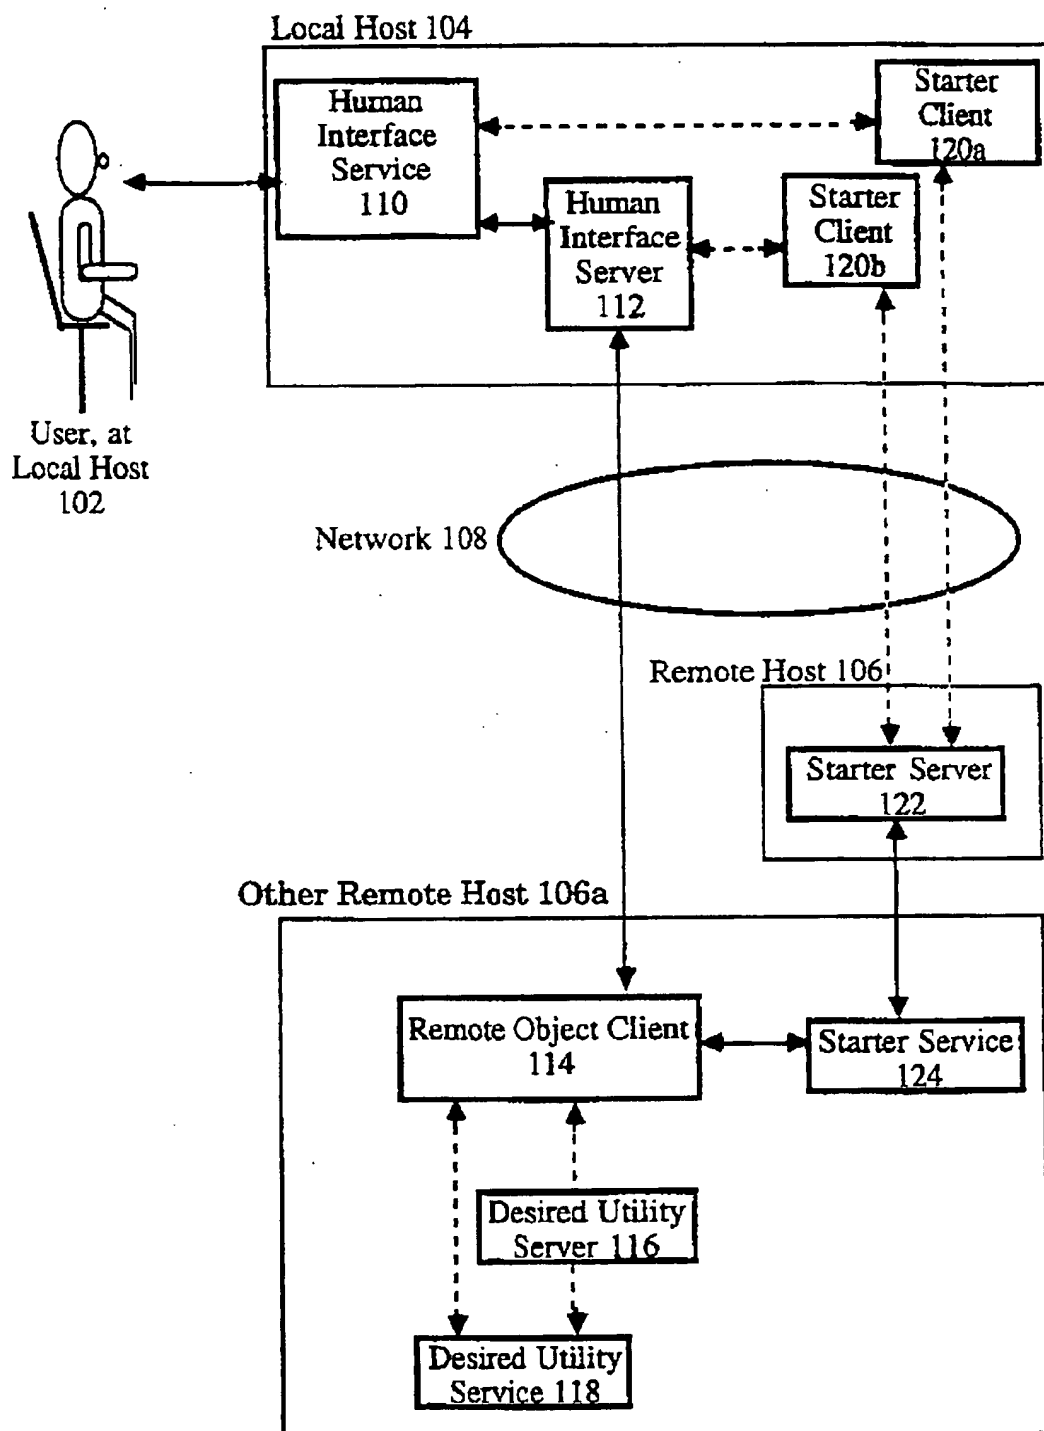 Local Host 104
Human
Interface
Service
110
Starter
Client
120a
Human
Interface
Server
112
Starter
Client
120b
User, at
Local Host
102
Network 108
Remote Host 106
Starter Server
122
Other Remote Host 106a
Remote Object Client
114
Starter Service
124
Desired Utility
Server 116
Desired Utility
Service 118